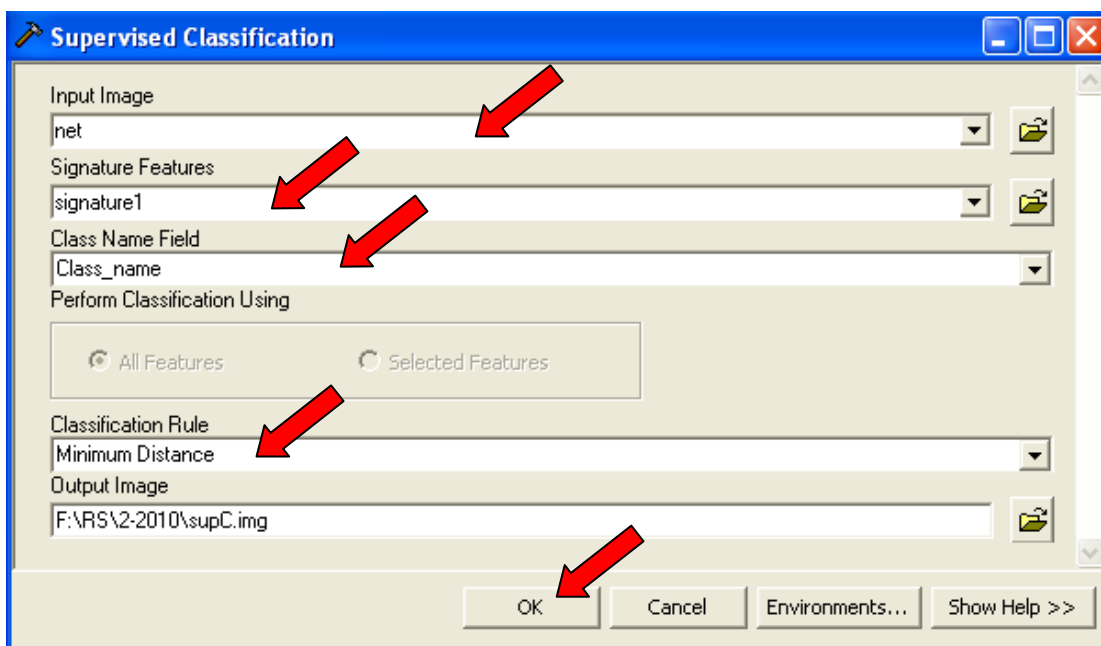 Supervised Classification
Input Image
net
Signature Features
signature1
Class Name Field
Class_name
Perform Classification Using
All Features Selected Features
Classification Rule
Minimum Distance
Output Image
F:\RS\2-2010\supC.img
OK Cancel Environments... Show Help >>